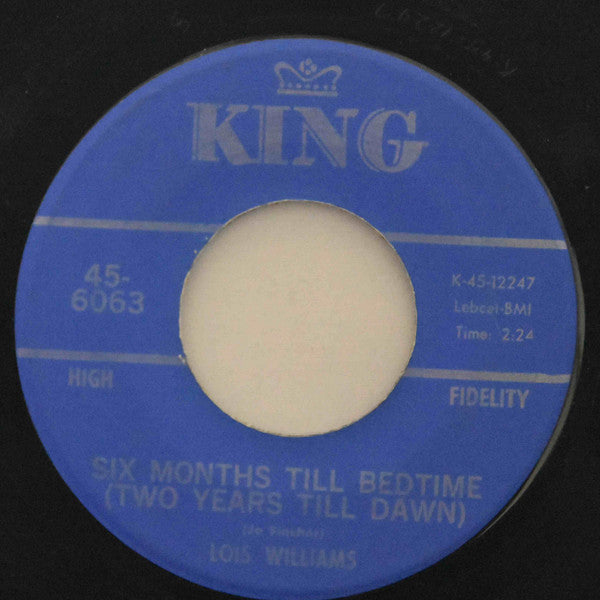 KING
45-
6063
K-45-12247
Lebcel-BMI
Time: 2:24
HIGH
FIDELITY
SIX MONTHS TILL BEDTIME
(TWO YEARS TILL DAWN)
LOIS WILLIAMS